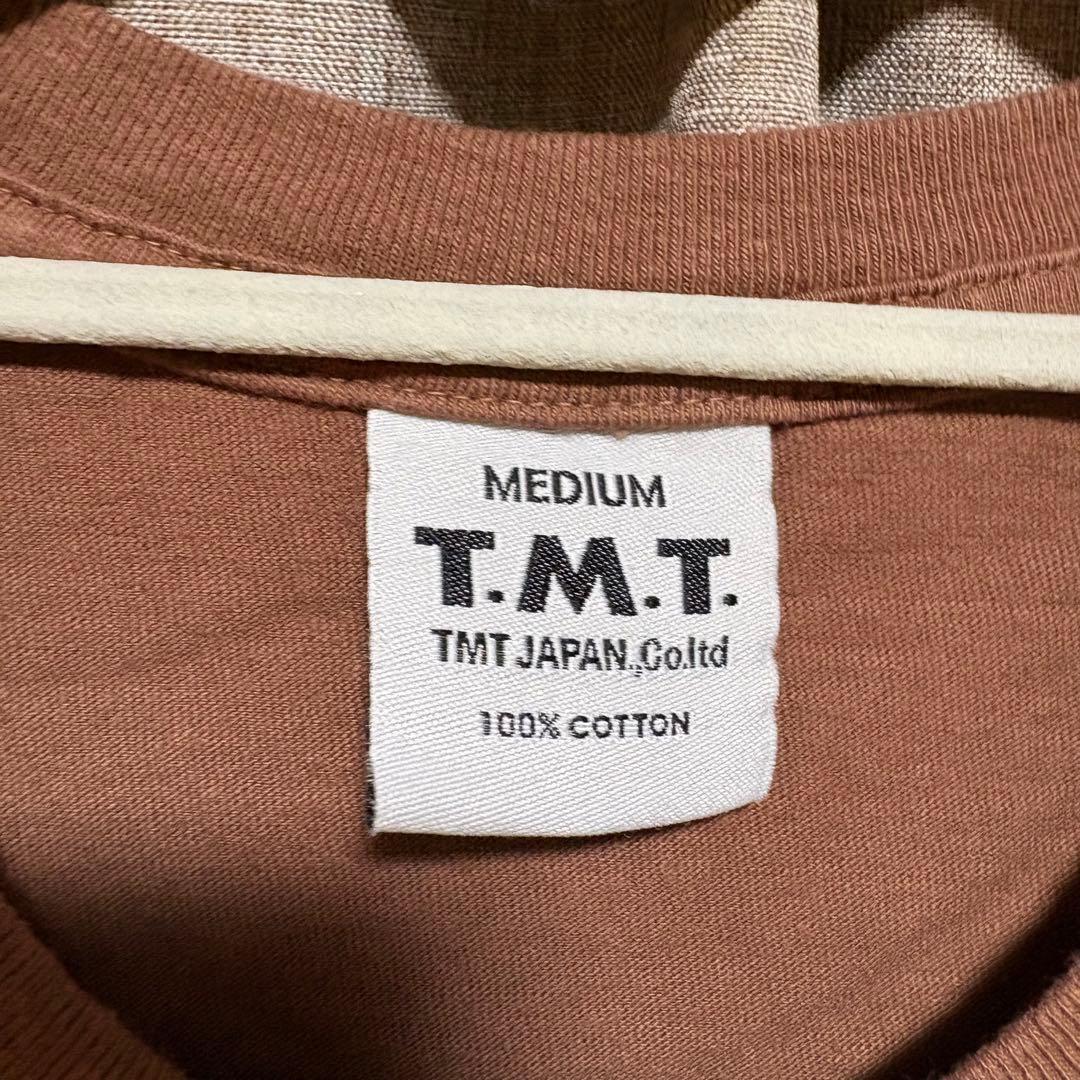 MEDIUM
T.M.T.
TMT JAPAN.,Co.ltd
100% COTTON